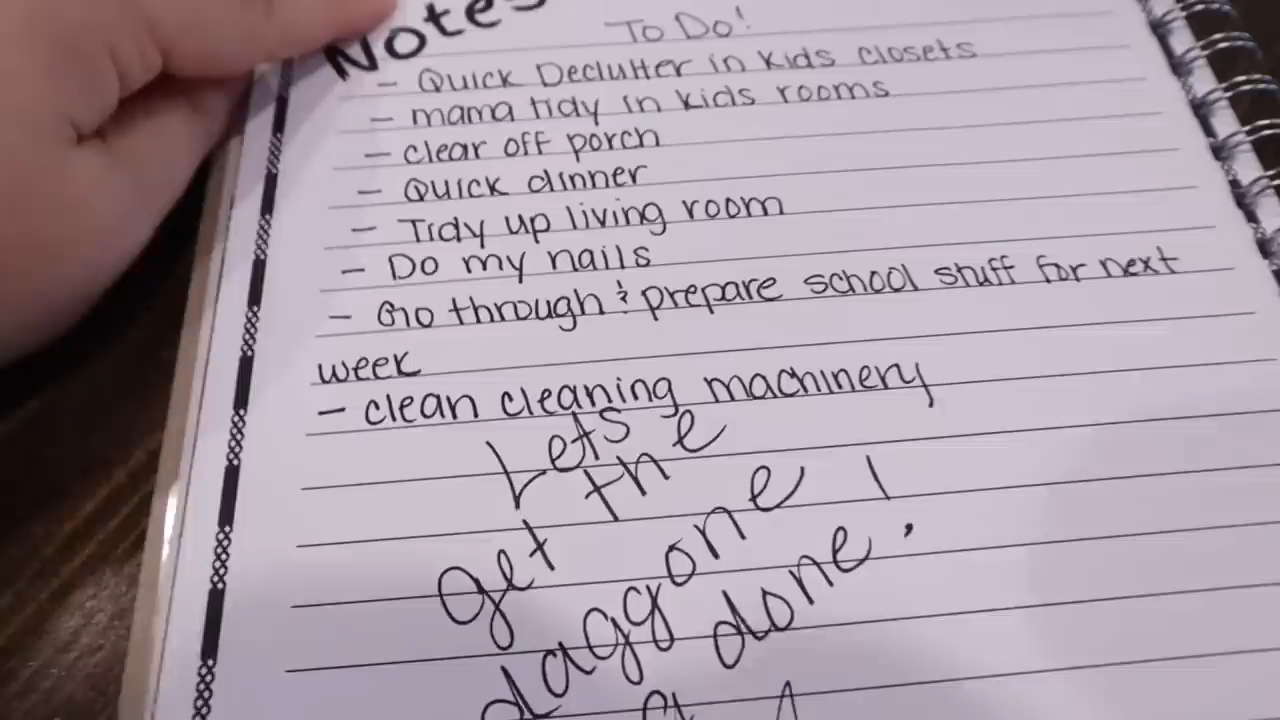 Notes
To Do!
- Quick Declutter in kids closets
- mama tidy in kids rooms
- clear off porch
- Quick dinner
- Tidy up living room
- Do my nails
- Go through & prepare school stuff for next
week
- clean cleaning machinery
Lets
get the
daggone
done!